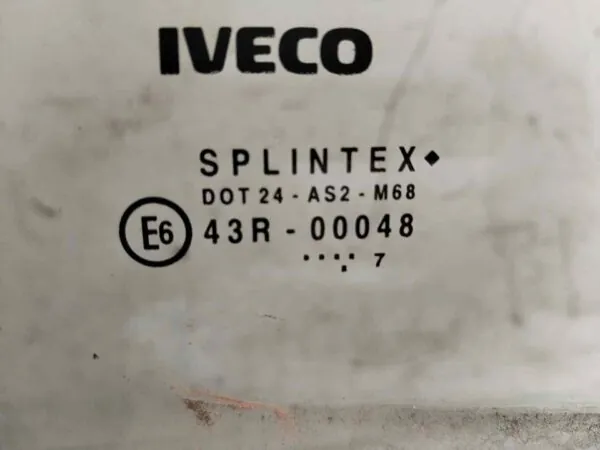 IVECO
SPLINTEX
DOT 24 - AS2 - M68
E6 43R - 00048
7